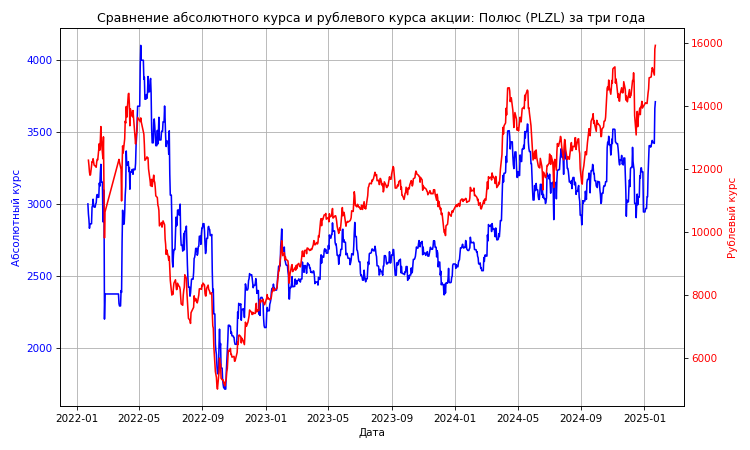 Сравнение абсолютного курса и рублевого курса акции: Полюс (PLZL) за три года
Абсолютный курс
4000
3500
3000
2500
2000
16000
14000
12000
10000
8000
6000
Рублевый курс
2022-01 2022-05 2022-09 2023-01 2023-05 2023-09 2024-01 2024-05 2024-09 2025-01
Дата